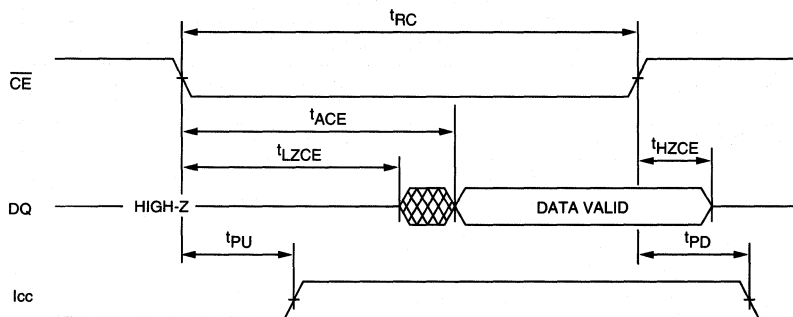 tRC
CE
tACE
tLZCE
tHZCE
DQ
HIGH-Z
DATA VALID
tPU
tPD
Icc